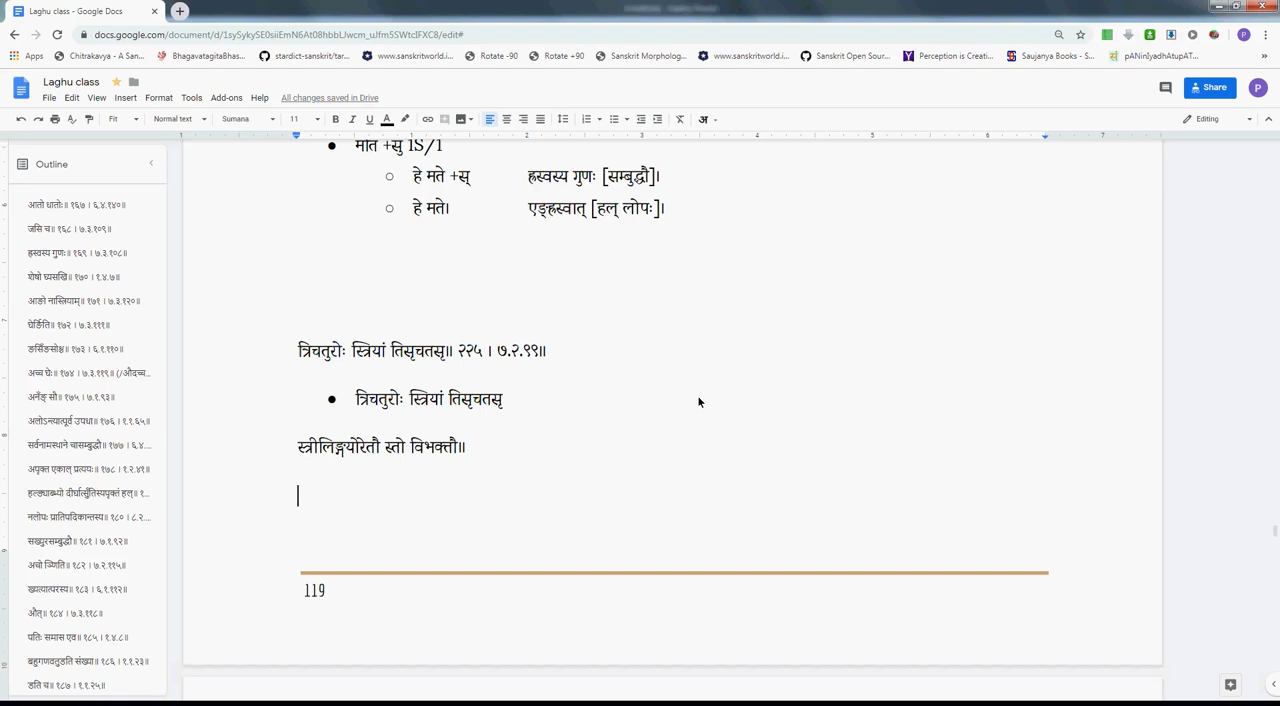 Laghu class - Google Docs
docs.google.com/document/d/1sySykySE0siiEmN6At08hbbLJwcm_uJfm5SWtcIFXC8/edit#
Apps Chitrakavya - A San... BhagavatagitaBhas... stardict-sanskrit/tar... www.sanskritworld.i... Rotate -90 Rotate +90 Sanskrit Morpholog... www.sanskritworld.i... Sanskrit Open Sour... Perception is Creati... Saujanya Books - S... pANinIyadhAtupAT...
Laghu class
File Edit View Insert Format Tools Add-ons Help All changes saved in Drive
Share
P
Fit Normal text Sumana 11 Editing
Outline
आतो धातोः॥ १६७ । ६.४.१४०॥
जसि च॥ १६८ । ७.३.१०९॥
ह्रस्वस्य गुणः॥ १६९ । ७.३.१०८॥
शेषो घ्यसखि॥ १७० । १.४.७॥
आङो नास्त्रियाम्॥ १७१ । ७.३.१२०॥
घेर्ङिति॥ १७२ । ७.३.१११॥
ङसिँङसोश्च॥ १७३ । ६.१.११०॥
अच्च घेः॥ १७४ । ७.३.११९॥ (/औदच्च...
अनँङ् सौ॥ १७५ । ७.१.९३॥
अलोऽन्त्यात्पूर्व उपधा॥ १७६ । १.१.६५॥
सर्वनामस्थाने चासम्बुद्धौ॥ १७७ । ६.४....
अपृक्त एकाल् प्रत्ययः॥ १७८ । १.२.४१॥
हल्ङ्याब्भ्यो दीर्घात्सुँतिस्यपृक्तं हल्॥ १...
नलोपः प्रातिपदिकान्तस्य॥ १८० । ८.२....
सख्युरसम्बुद्धौ॥ १८१ । ७.१.९२॥
अचो ञ्णिति॥ १८२ । ७.२.११५॥
ख्यत्यात्परस्य॥ १८३ । ६.१.११२॥
औत्॥ १८४ । ७.३.११८॥
पतिः समास एव॥ १८५ । १.४.८॥
बहुगणवतुडति संख्या॥ १८६ । १.१.२३॥
डति च॥ १८७ । १.१.२५॥
मति +सु 1S/1
हे मते +स् ह्रस्वस्य गुणः [सम्बुद्धौ]।
हे मते। एङ्ह्रस्वात् [हल् लोपः]।
त्रिचतुरोः स्त्रियां तिसृचतसृ॥ २२५ । ७.२.९९॥
त्रिचतुरोः स्त्रियां तिसृचतसृ
स्त्रीलिङ्गयोरेतौ स्तो विभक्तौ॥
119